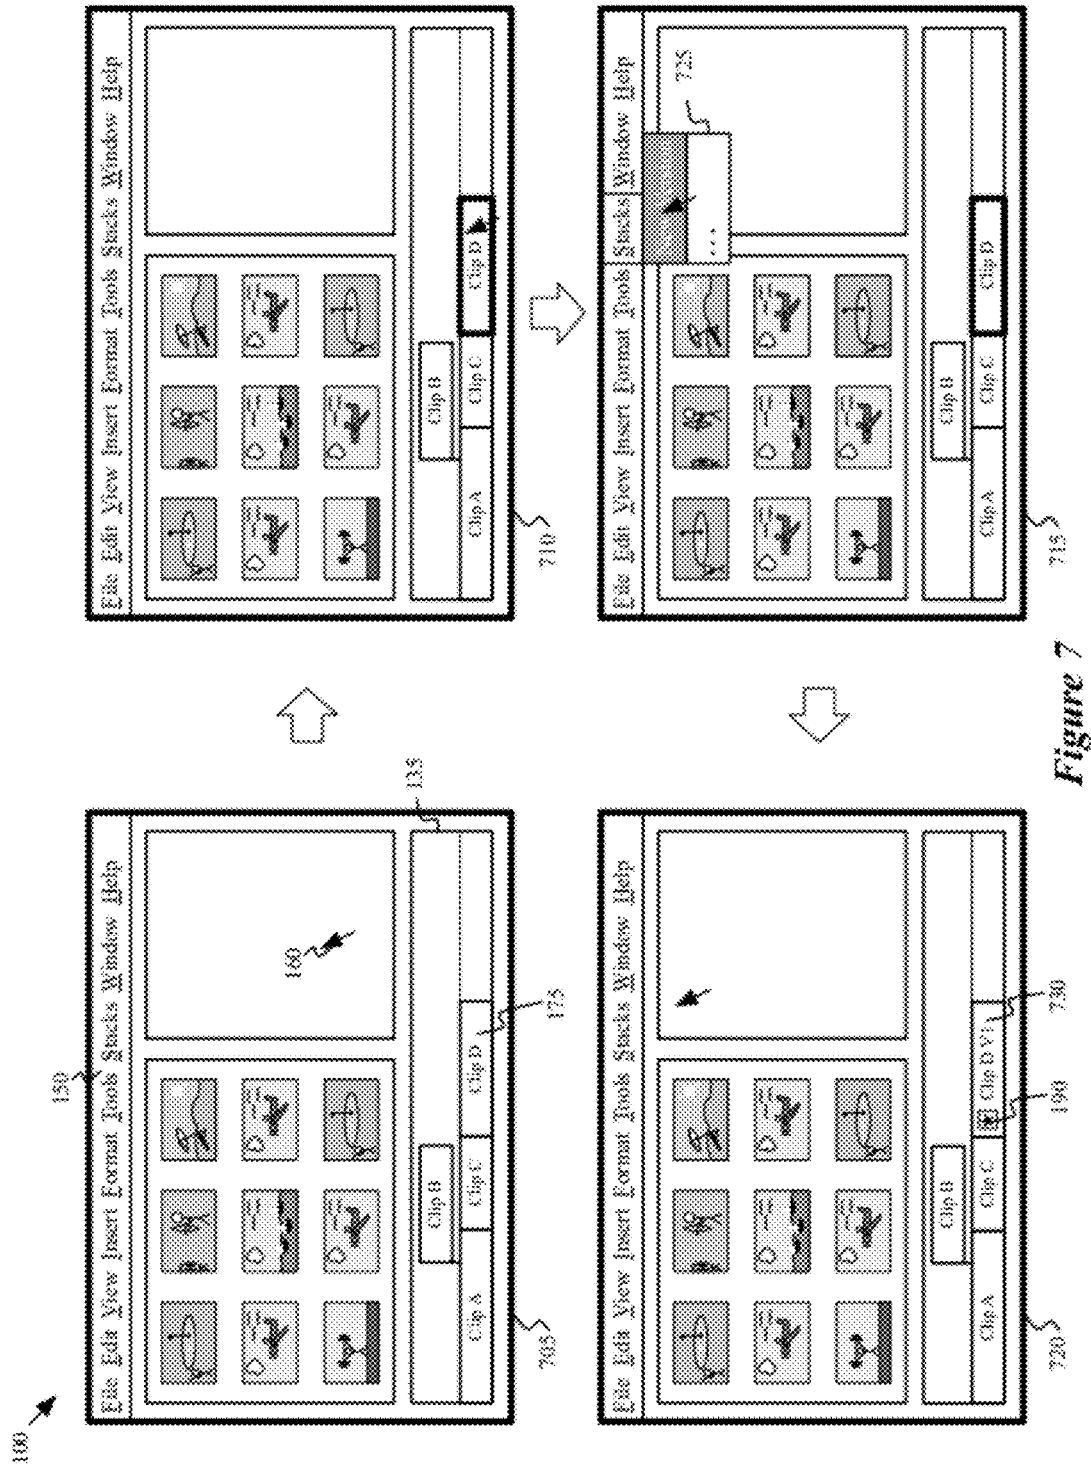 100
150
File Edit View Insert Format Tools Stacks Window Help
160
135
Clip B
Clip A
Clip C
Clip D
175
705
File Edit View Insert Format Tools Stacks Window Help
Clip B
Clip A
Clip C
Clip D
710
File Edit View Insert Format Tools Stacks Window Help
...
725
Clip B
Clip A
Clip C
Clip D
715
File Edit View Insert Format Tools Stacks Window Help
Clip B
Clip A
Clip C
Clip D V1
190
730
720
Figure 7